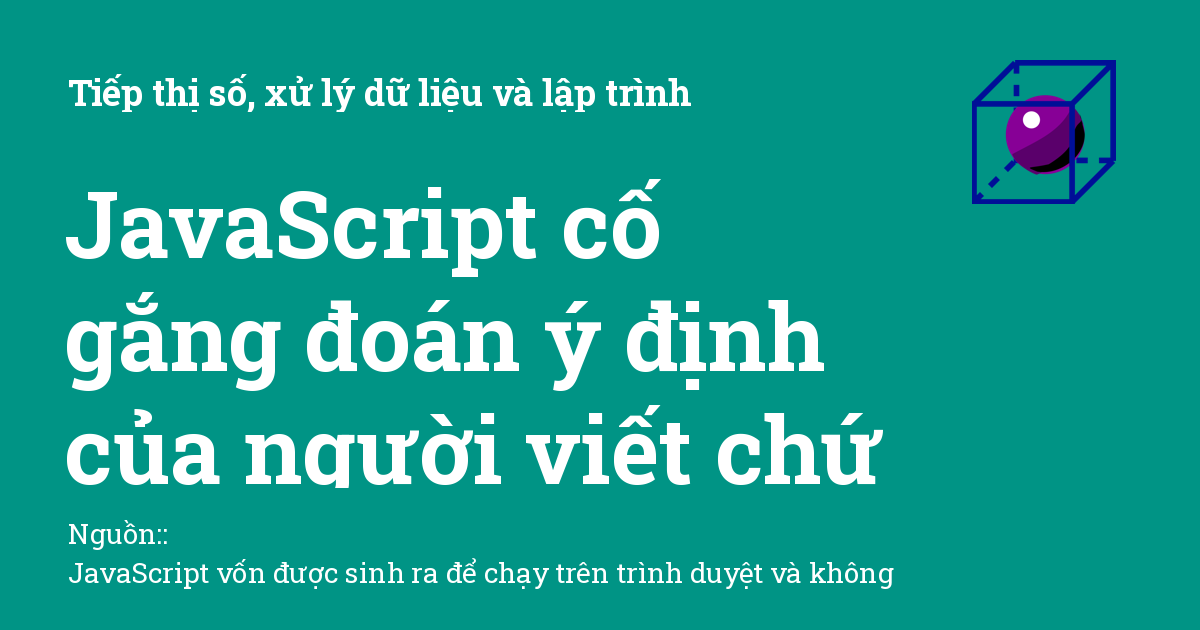 Tiếp thị số, xử lý dữ liệu và lập trình
JavaScript cố
gắng đoán ý định
của người viết chứ
Nguồn::
JavaScript vốn được sinh ra để chạy trên trình duyệt và không